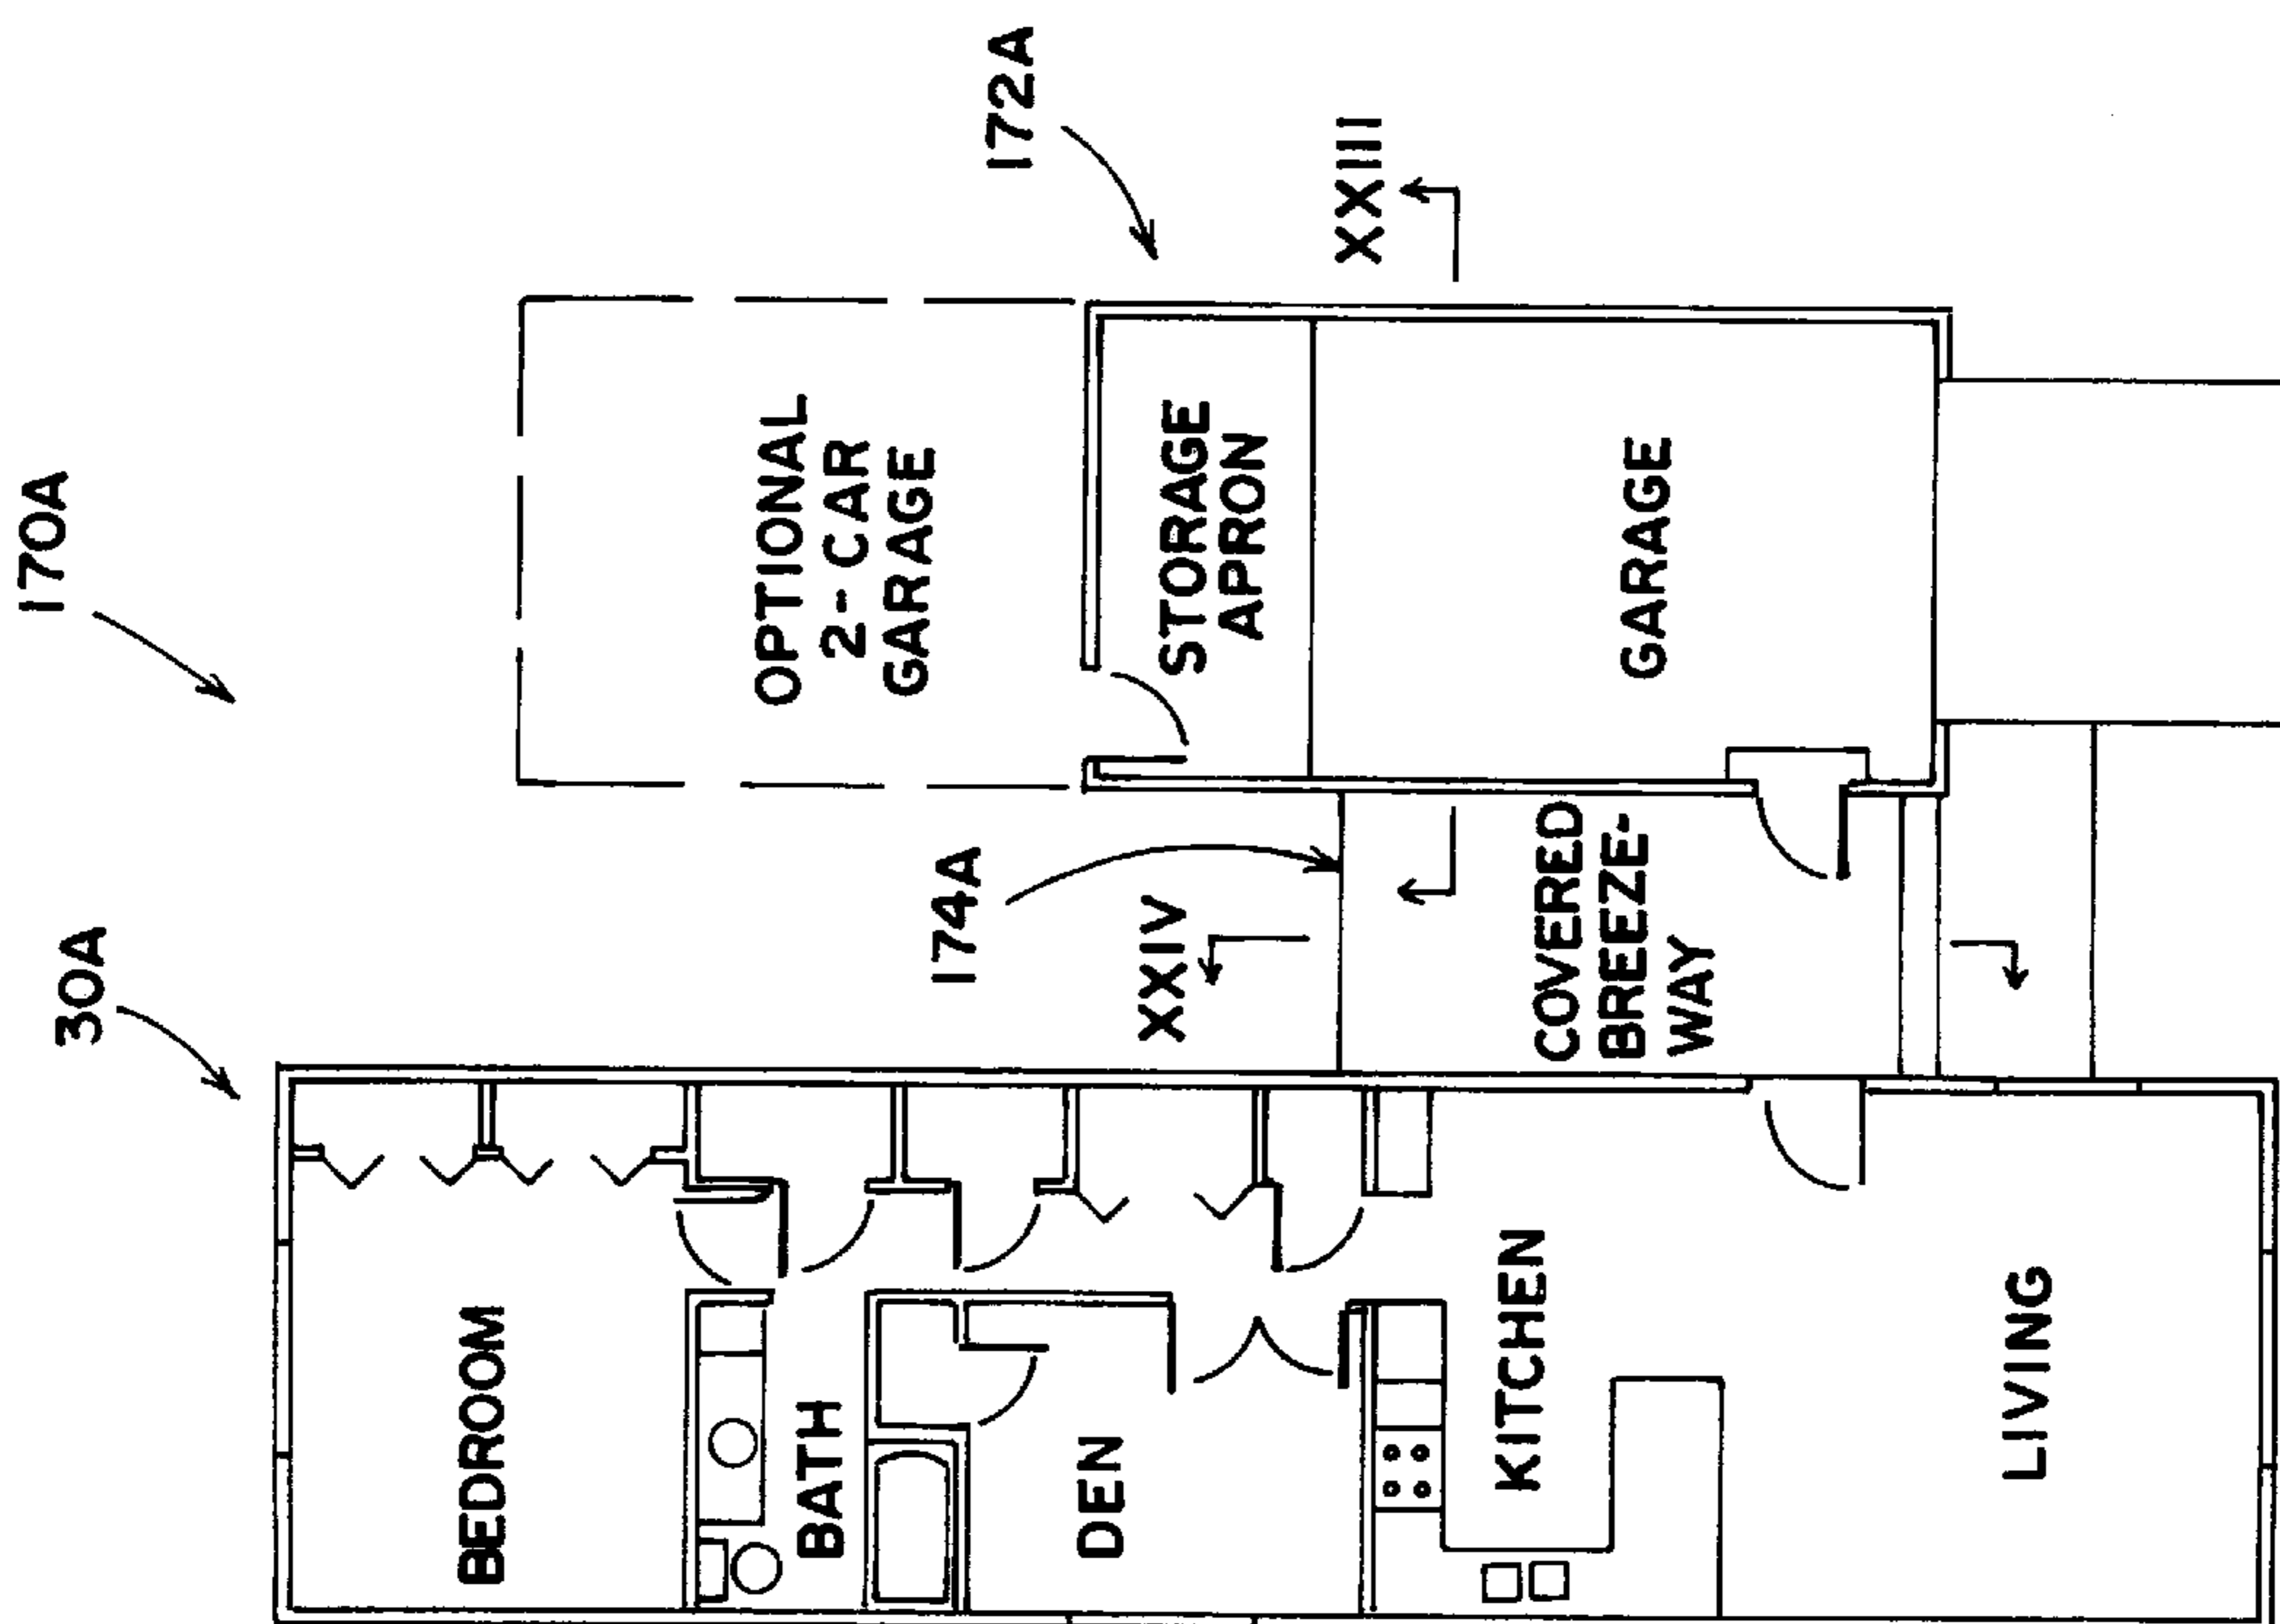 170A
30A
172A
XXIII
OPTIONAL
2-CAR
GARAGE
STORAGE
APRON
GARAGE
174A
XXIV
COVERED
BREEZE-
WAY
BEDROOM
BATH
DEN
KITCHEN
LIVING